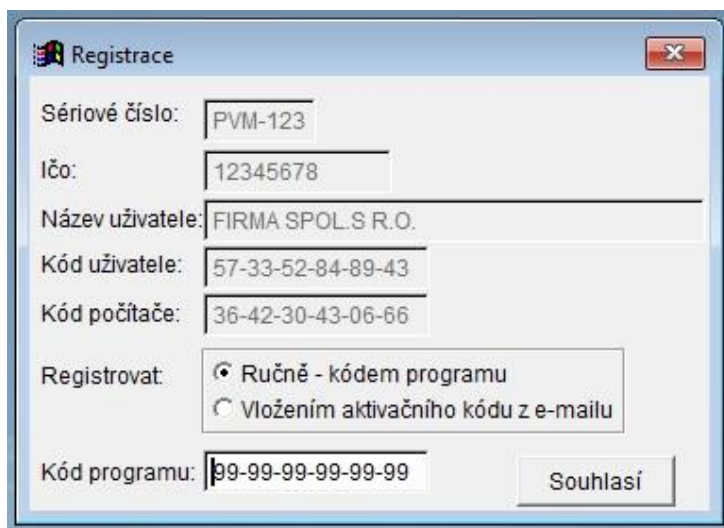 Registrace
Sériové číslo: PVM-123
Ičo: 12345678
Název uživatele: FIRMA SPOL.S R.O.
Kód uživatele: 57-33-52-84-89-43
Kód počítače: 36-42-30-43-06-66
Registrovat: Ručně - kódem programu
Vložením aktivačního kódu z e-mailu
Kód programu: 99-99-99-99-99-99 Souhlasí